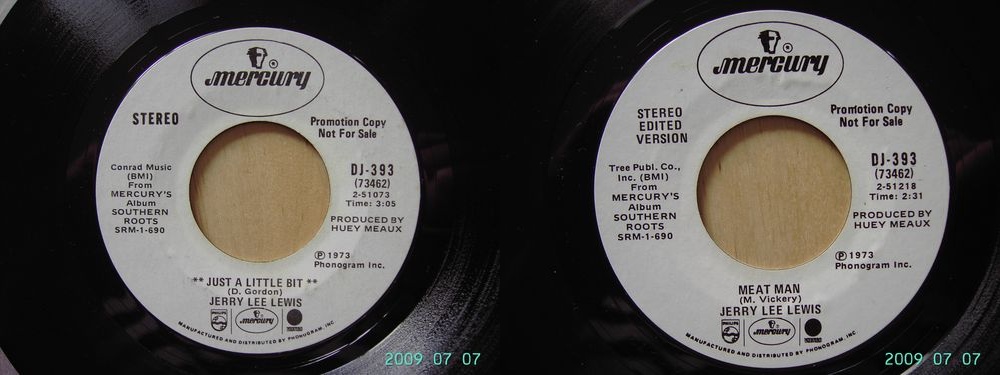 mercury
STEREO
Promotion Copy
Not For Sale
Conrad Music
(BMI)
From
MERCURY'S
Album
SOUTHERN
ROOTS
SRM-1-690
DJ-393
(73462)
2-51073
Time: 3:05
PRODUCED BY
HUEY MEAUX
Ⓟ 1973
Phonogram Inc.
** JUST A LITTLE BIT **
(D. Gordon)
JERRY LEE LEWIS
PHILIPS
mercury
MANUFACTURED AND DISTRIBUTED BY PHONOGRAM, INC.
2009 07 07
mercury
STEREO
EDITED
VERSION
Promotion Copy
Not For Sale
Tree Publ. Co.,
Inc. (BMI)
From
MERCURY'S
Album
SOUTHERN
ROOTS
SRM-1-690
DJ-393
(73462)
2-51218
Time: 2:31
PRODUCED BY
HUEY MEAUX
Ⓟ 1973
Phonogram Inc.
MEAT MAN
(M. Vickery)
JERRY LEE LEWIS
PHILIPS
mercury
MANUFACTURED AND DISTRIBUTED BY PHONOGRAM, INC.
2009 07 07